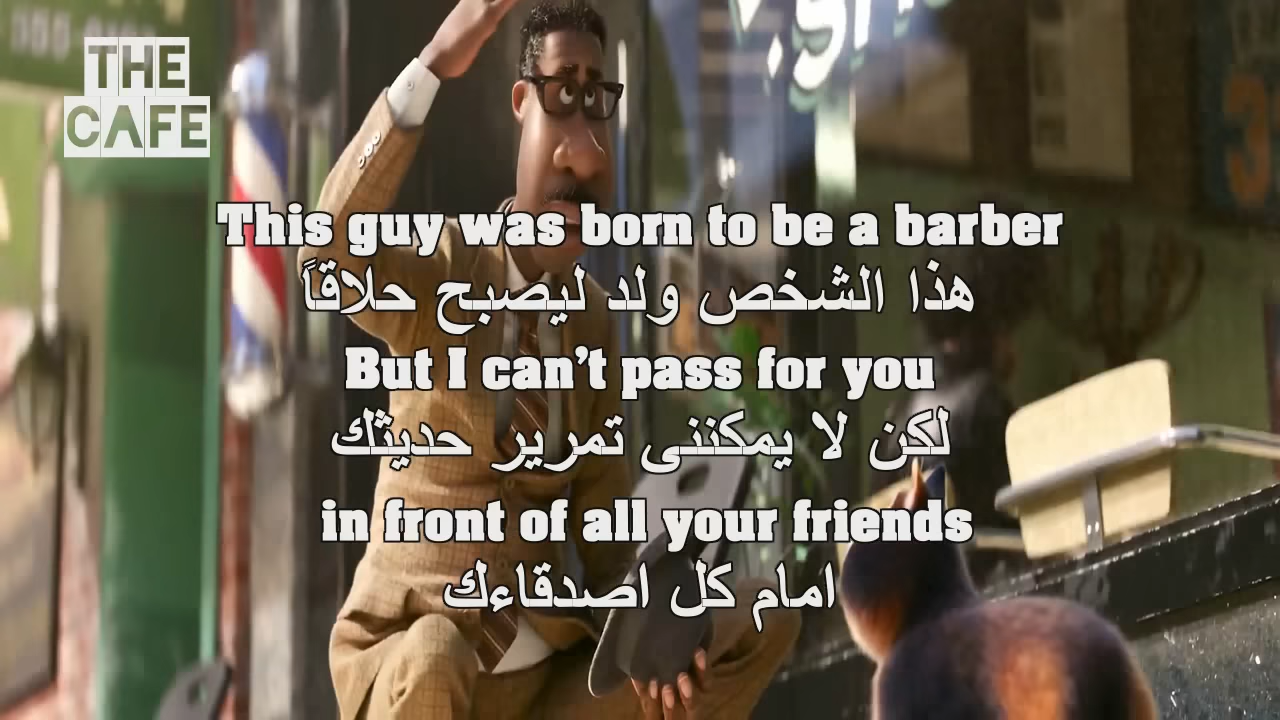 THE
CAFE
This guy was born to be a barber
هذا الشخص ولد ليصبح حلاقاً
But I can't pass for you
لكن لا يمكننى تمرير حديثك
in front of all your friends
امام كل اصدقاءك
3